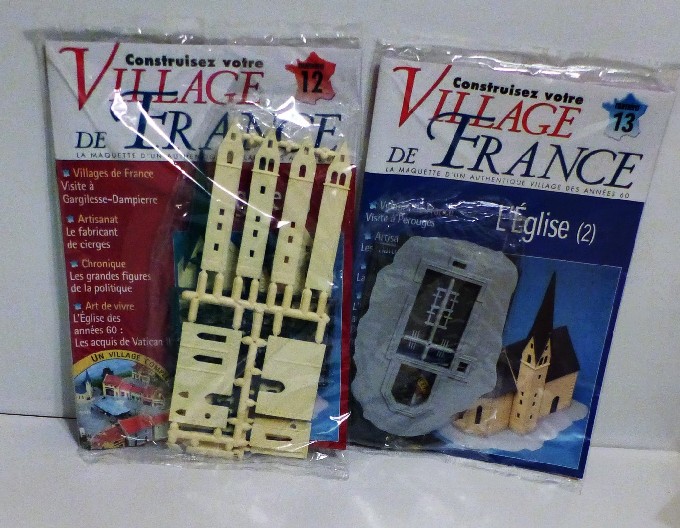 Construisez votre
VILLAGE
DE FRANCE
numéro
12
LA MAQUETTE D'UN
Villages de France
Visite à
Gargilesse-Dampierre
Artisanat
Le fabricant
de cierges
Chronique
Les grandes figures
de la politique
Art de vivre
L'Église des
années 60 :
Les acquis de Vatican
UN VILLAGE
Construisez votre
VILLAGE
DE FRANCE
numéro
13
LA MAQUETTE D'UN AUTHENTIQUE VILLAGE DES ANNÉES 60
Visite à Pérouges
L'Église (2)